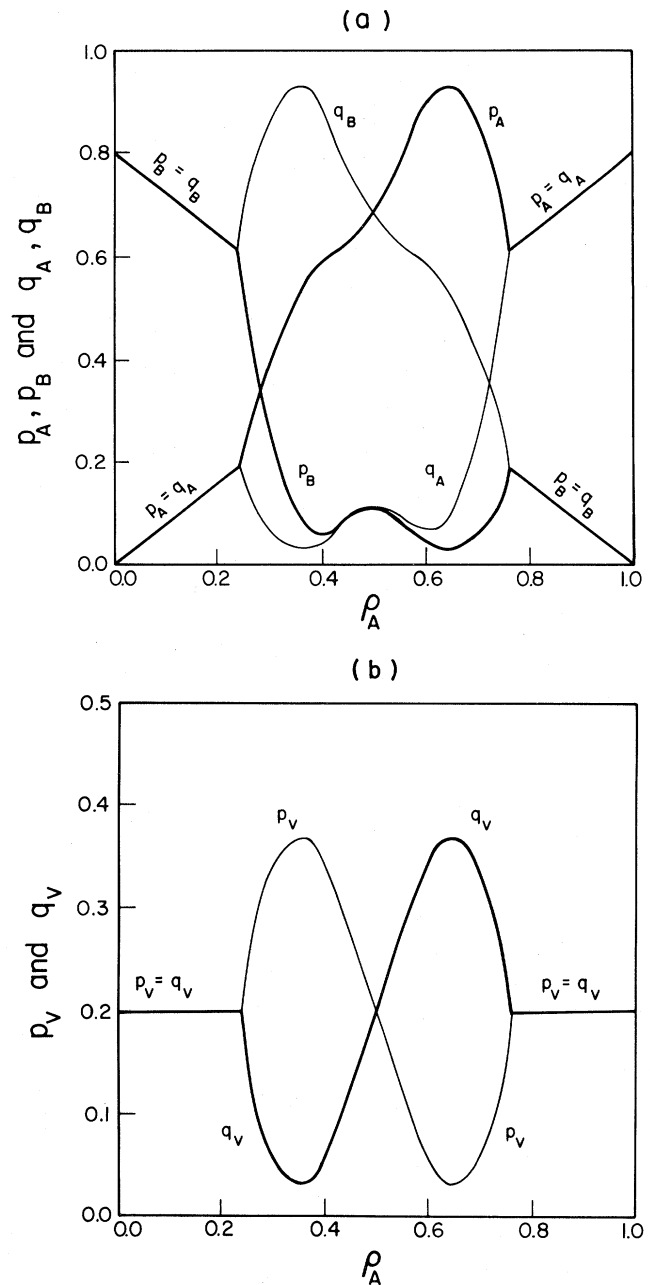 (a)
1.0
0.8
0.6
0.4
0.2
0.0
p_A, p_B and q_A, q_B
p_B = q_B
q_B
p_A
p_A = q_A
p_A = q_A
p_B
q_A
p_B = q_B
0.0 0.2 0.4 0.6 0.8 1.0
ρ_A
(b)
0.5
0.4
0.3
0.2
0.1
0.0
p_V and q_V
p_V
q_V
p_V = q_V
p_V = q_V
q_V
p_V
0.0 0.2 0.4 0.6 0.8 1.0
ρ_A